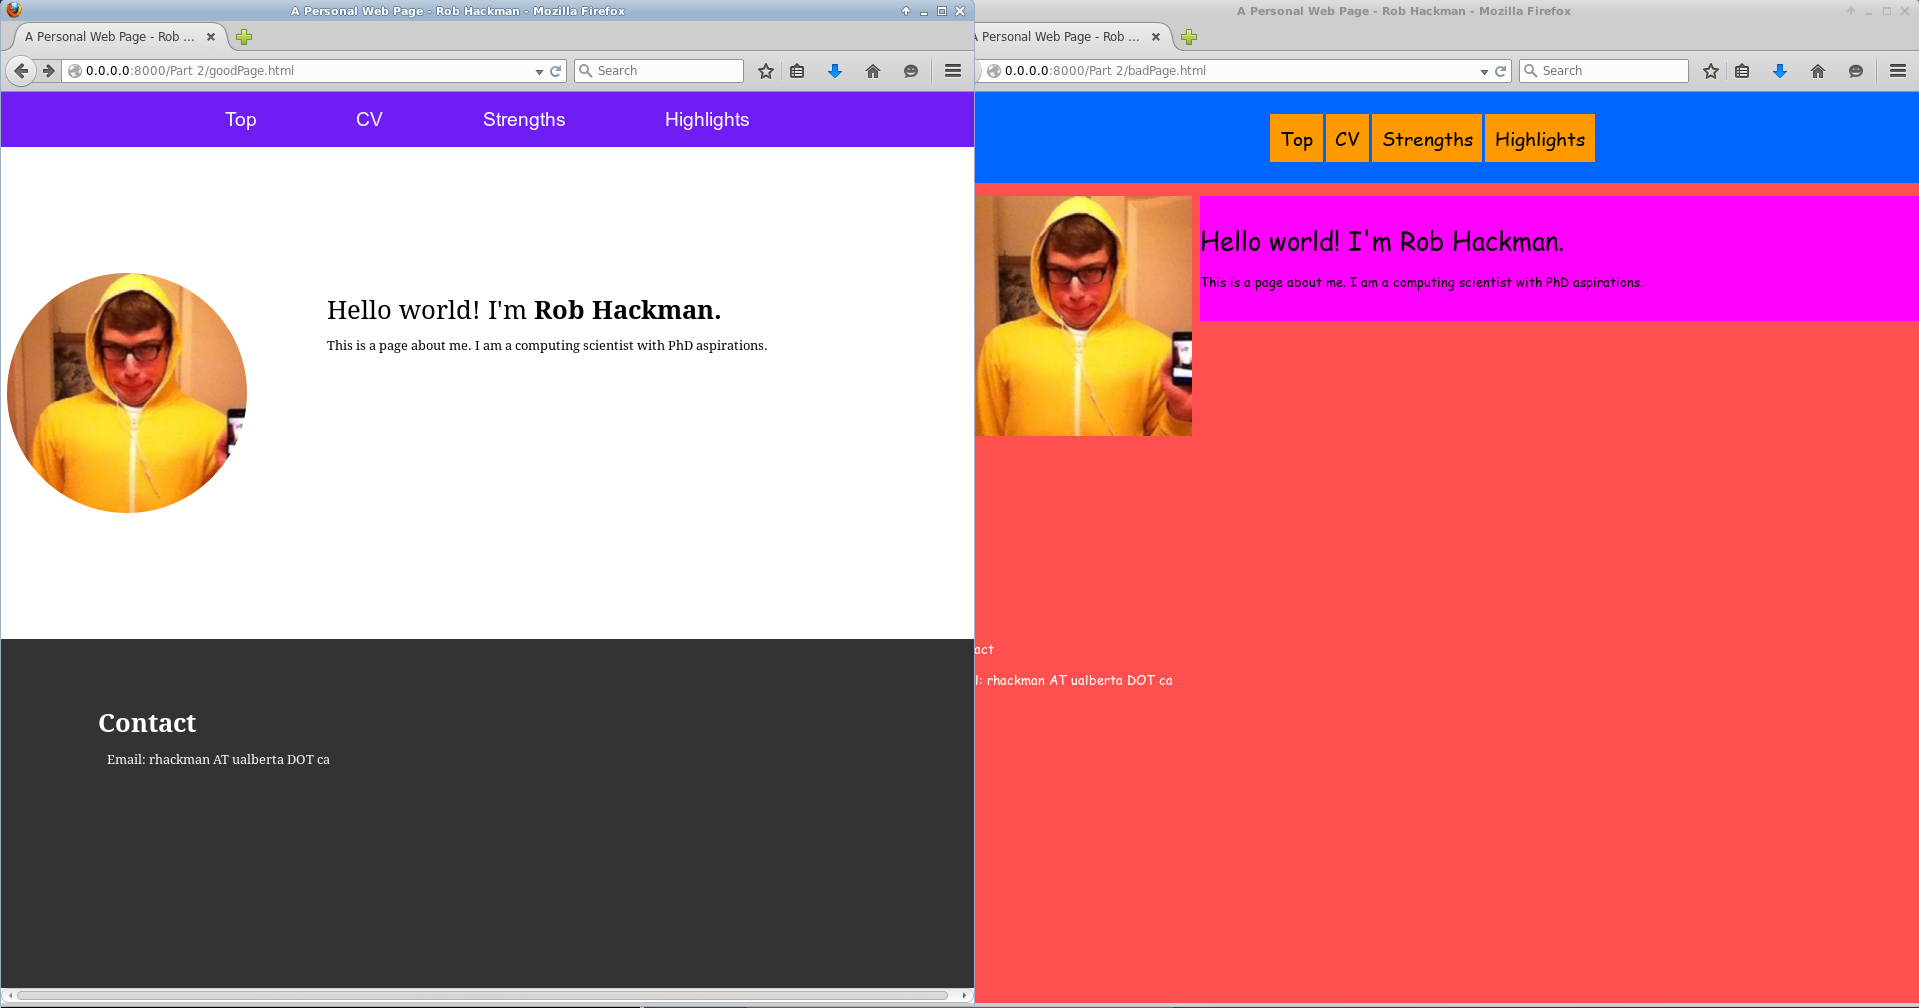 A Personal Web Page - Rob Hackman - Mozilla Firefox
A Personal Web Page - Rob ...
0.0.0.0:8000/Part 2/goodPage.html
Search
Top CV Strengths Highlights
Hello world! I'm Rob Hackman.
This is a page about me. I am a computing scientist with PhD aspirations.
Contact
Email: rhackman AT ualberta DOT ca
A Personal Web Page - Rob Hackman - Mozilla Firefox
A Personal Web Page - Rob ...
0.0.0.0:8000/Part 2/badPage.html
Search
Top CV Strengths Highlights
Hello world! I'm Rob Hackman.
This is a page about me. I am a computing scientist with PhD aspirations.
act
l: rhackman AT ualberta DOT ca